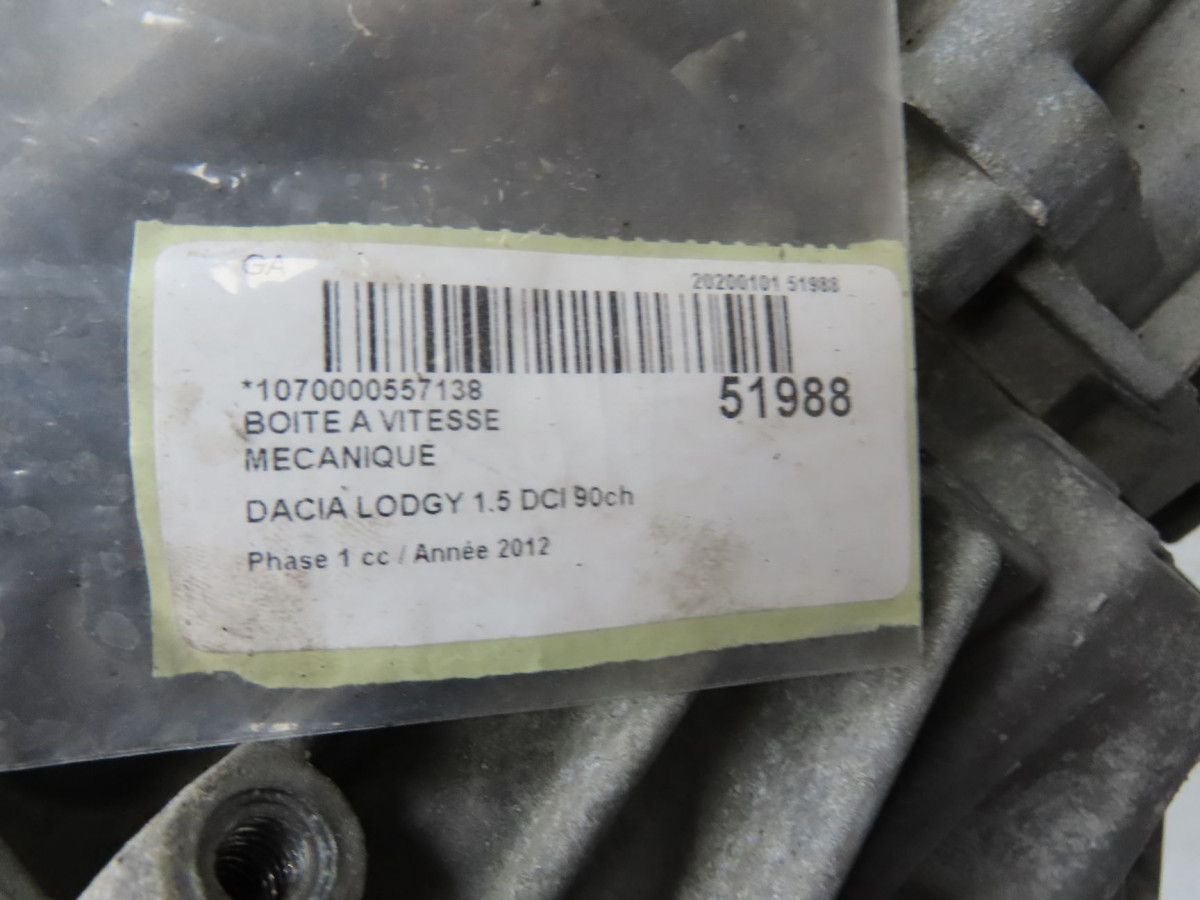 GA
20200101 51988
*1070000557138
51988
BOITE A VITESSE
MECANIQUE
DACIA LODGY 1.5 DCI 90ch
Phase 1 cc / Année 2012